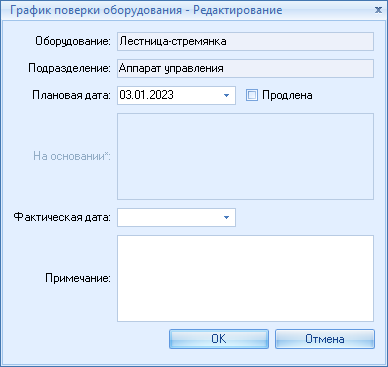 График поверки оборудования - Редактирование
Оборудование: Лестница-стремянка
Подразделение: Аппарат управления
Плановая дата: 03.01.2023 Продлена
На основании*:
Фактическая дата:
Примечание:
OK Отмена